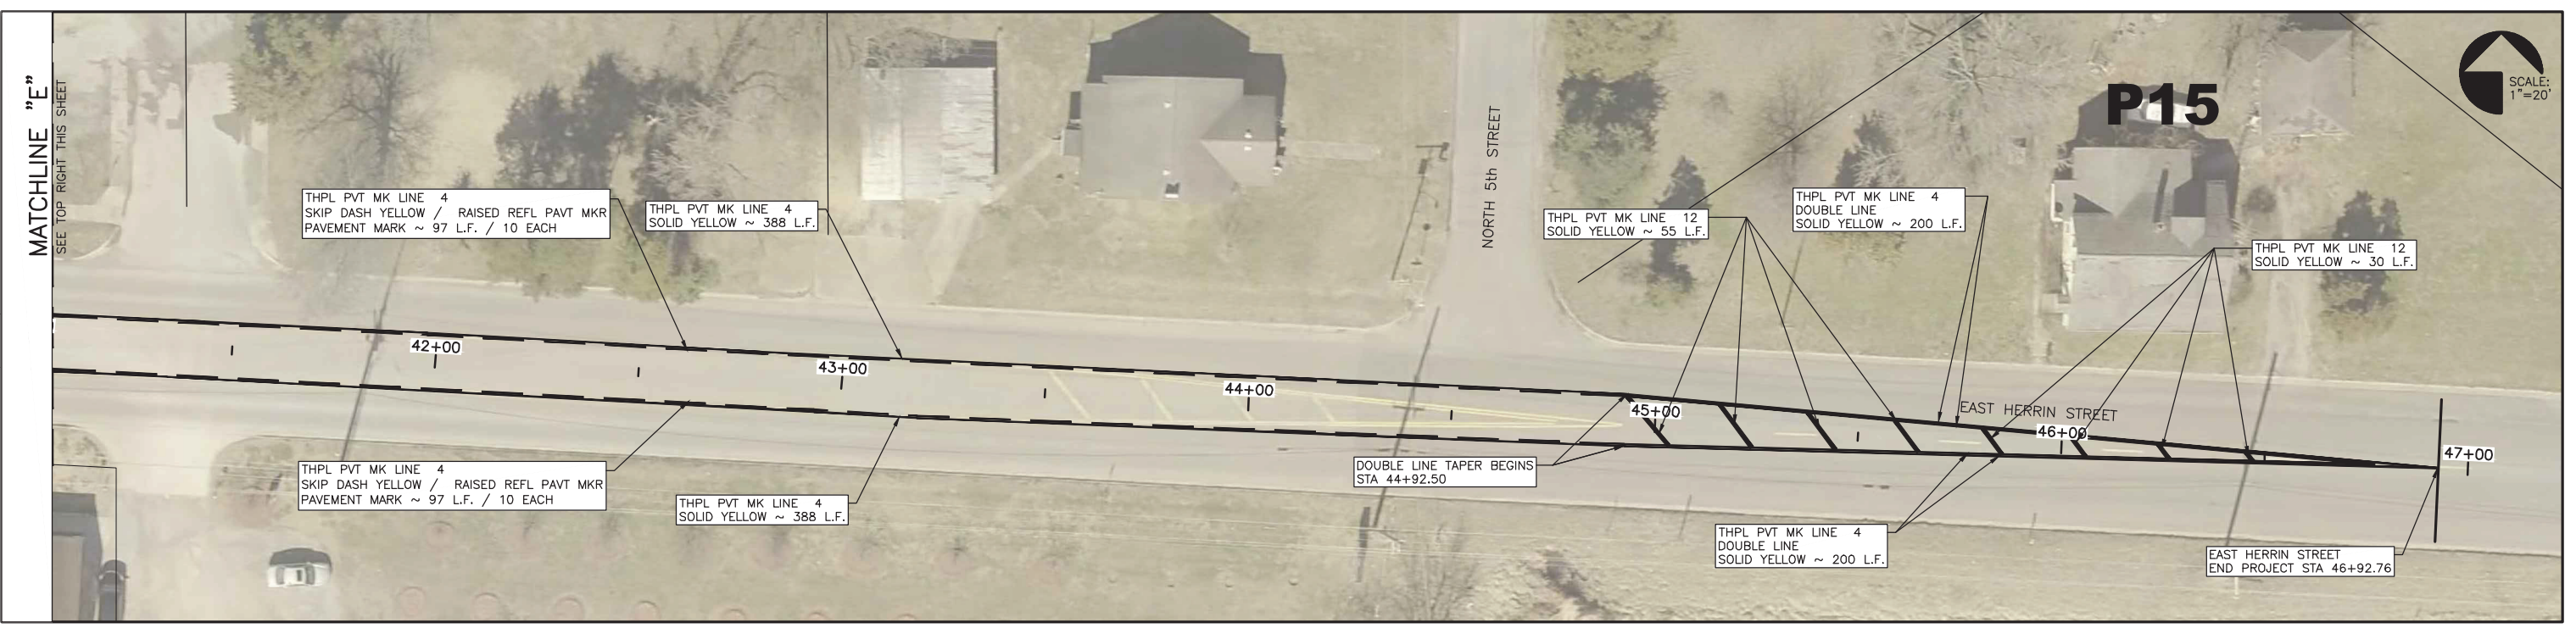 MATCHLINE "E"
SEE TOP RIGHT THIS SHEET
THPL PVT MK LINE 4
SKIP DASH YELLOW / RAISED REFL PAVT MKR
PAVEMENT MARK ~ 97 L.F. / 10 EACH
THPL PVT MK LINE 4
SOLID YELLOW ~ 388 L.F.
NORTH 5th STREET
THPL PVT MK LINE 12
SOLID YELLOW ~ 55 L.F.
THPL PVT MK LINE 4
DOUBLE LINE
SOLID YELLOW ~ 200 L.F.
P15
THPL PVT MK LINE 12
SOLID YELLOW ~ 30 L.F.
SCALE:
1"=20'
42+00
43+00
44+00
45+00
EAST HERRIN STREET
46+00
47+00
THPL PVT MK LINE 4
SKIP DASH YELLOW / RAISED REFL PAVT MKR
PAVEMENT MARK ~ 97 L.F. / 10 EACH
THPL PVT MK LINE 4
SOLID YELLOW ~ 388 L.F.
DOUBLE LINE TAPER BEGINS
STA 44+92.50
THPL PVT MK LINE 4
DOUBLE LINE
SOLID YELLOW ~ 200 L.F.
EAST HERRIN STREET
END PROJECT STA 46+92.76